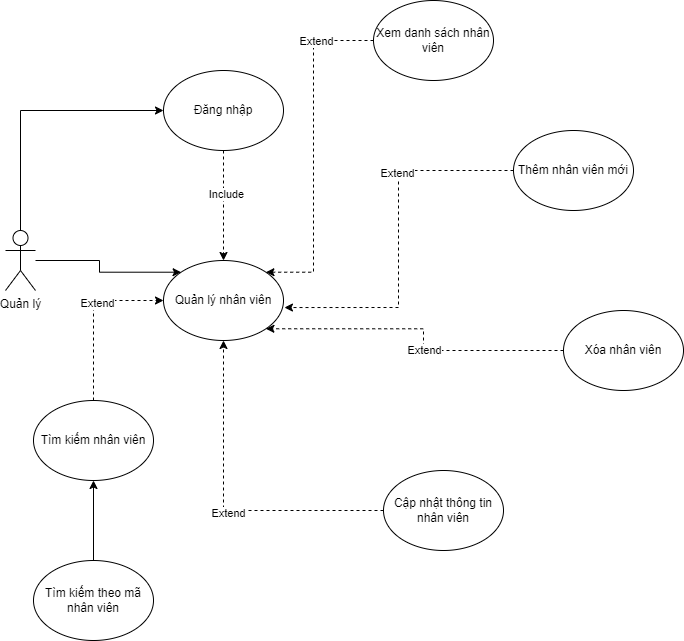 Xem danh sách nhân
viên
Extend
Đăng nhập
Thêm nhân viên mới
Extend
Include
Quản lý
Quản lý nhân viên
Extend
Xóa nhân viên
Extend
Tìm kiếm nhân viên
Cập nhật thông tin
nhân viên
Extend
Tìm kiếm theo mã
nhân viên